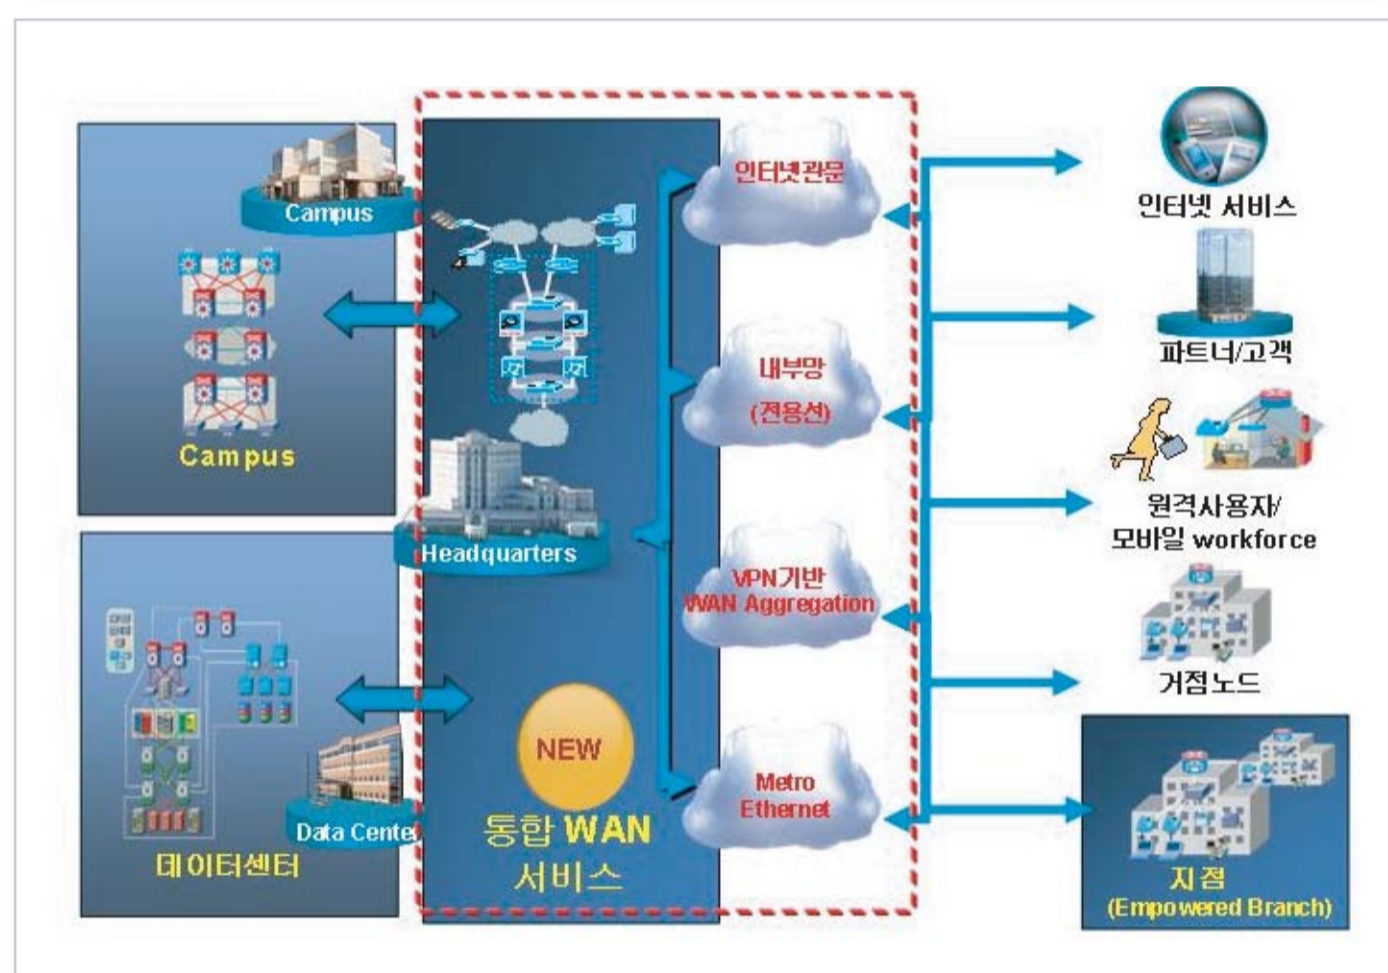 Campus
Campus
Headquarters
Data Center
데이터센터
NEW
통합 WAN
서비스
인터넷관문
내부망
(전용선)
VPN기반
WAN Aggregation
Metro
Ethernet
인터넷 서비스
파트너/고객
원격사용자/
모바일 workforce
거점노드
지점
(Empowered Branch)